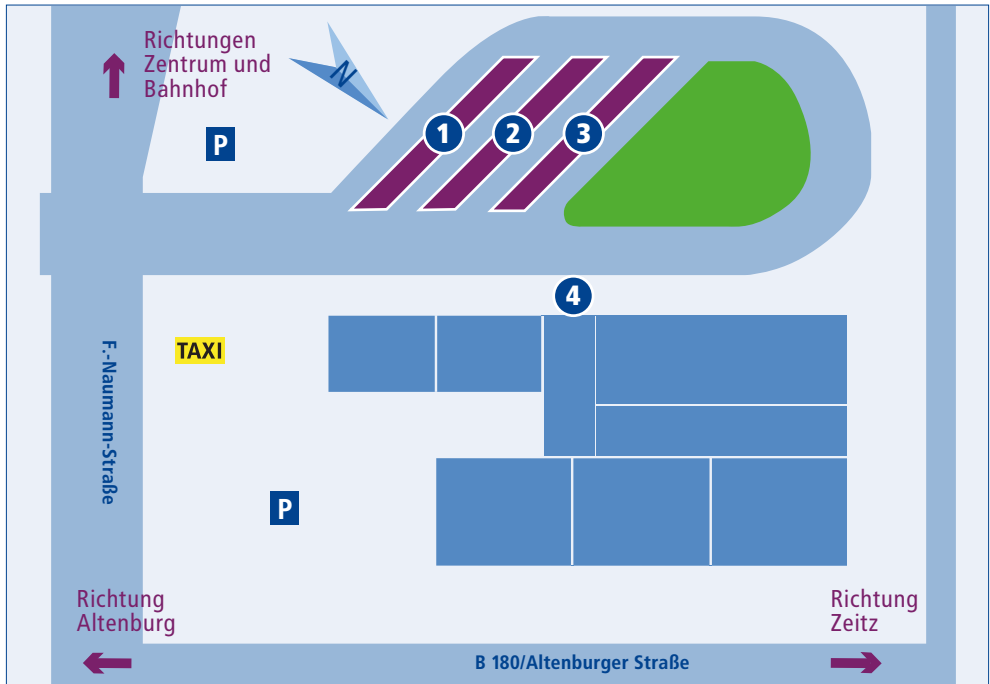 Richtungen
Zentrum und
Bahnhof
N
P
1
2
3
4
TAXI
F.-Naumann-Straße
P
Richtung
Altenburg
Richtung
Zeitz
B 180/Altenburger Straße